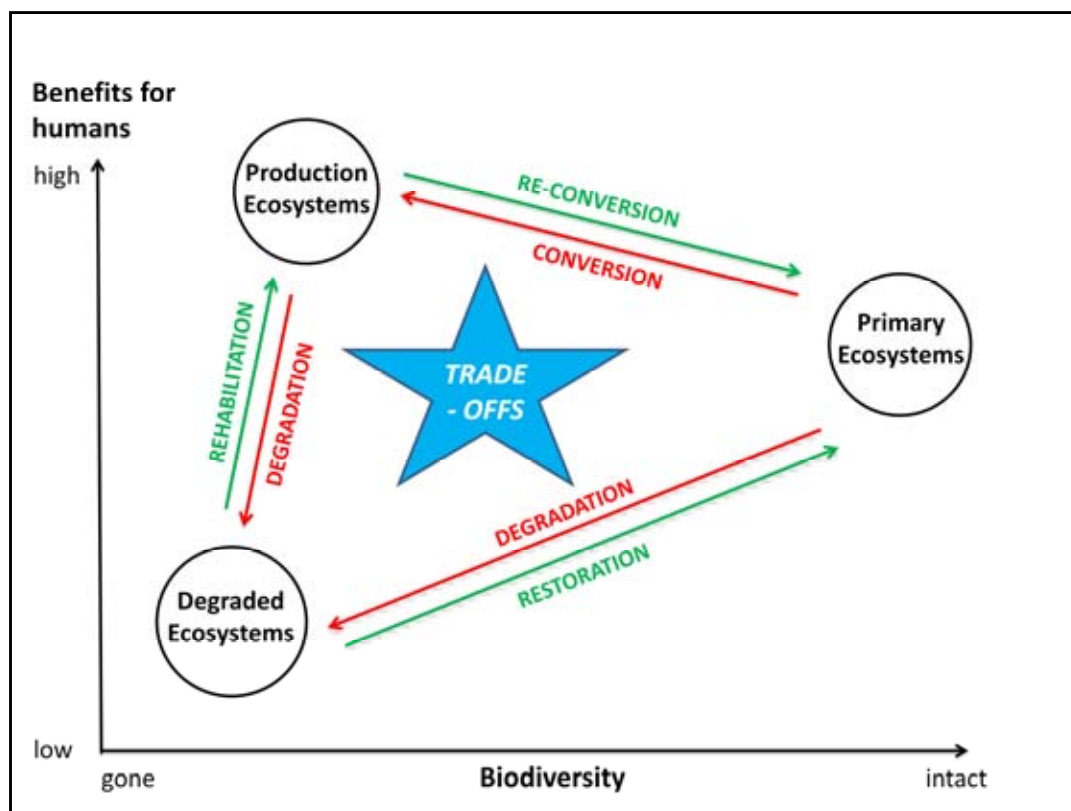 Benefits for
humans
high
Production
Ecosystems
RE-CONVERSION
CONVERSION
Primary
Ecosystems
TRADE
- OFFS
REHABILITATION
DEGRADATION
DEGRADATION
RESTORATION
Degraded
Ecosystems
low
gone
Biodiversity
intact